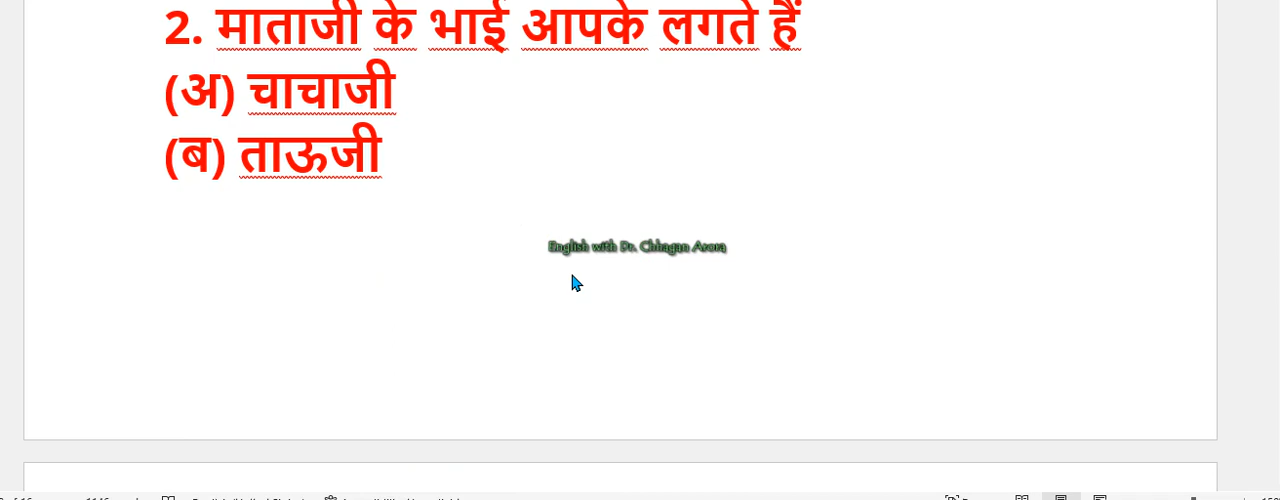 2. माताजी के भाई आपके लगते हैं
(अ) चाचाजी
(ब) ताऊजी
English with Dr. Chhagan Arora